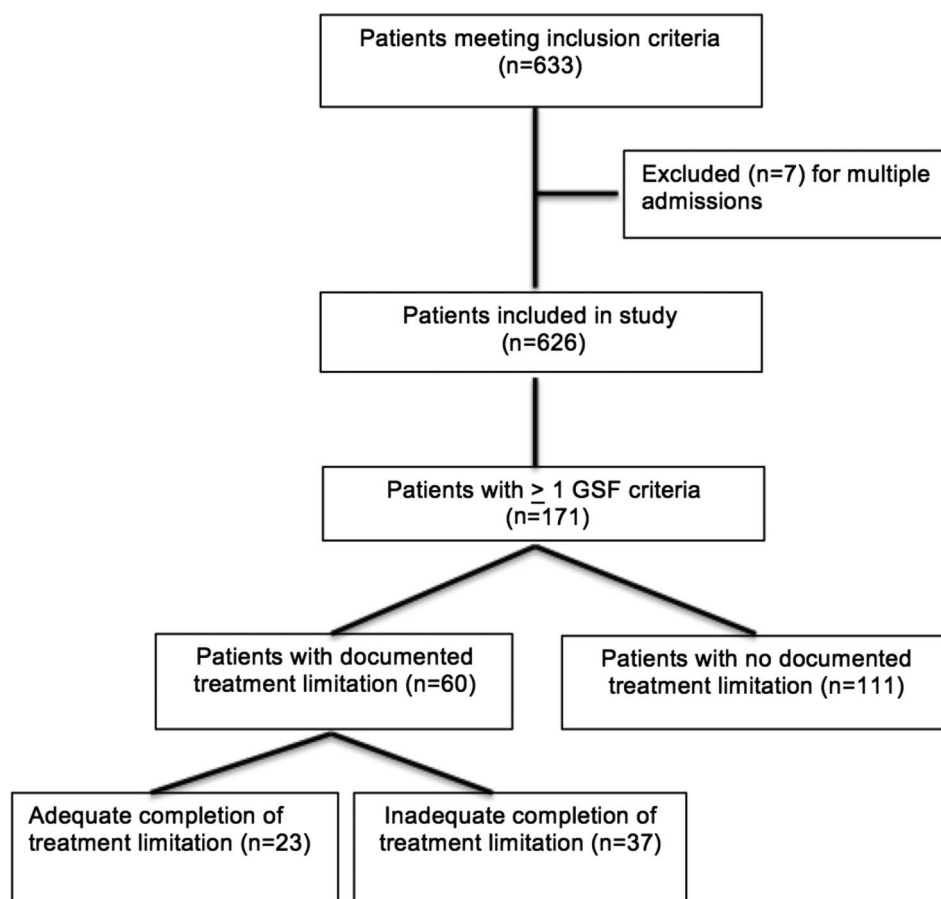 Patients meeting inclusion criteria
(n=633)
Excluded (n=7) for multiple
admissions
Patients included in study
(n=626)
Patients with ≥ 1 GSF criteria
(n=171)
Patients with documented
treatment limitation (n=60)
Patients with no documented
treatment limitation (n=111)
Adequate completion of
treatment limitation (n=23)
Inadequate completion of
treatment limitation (n=37)